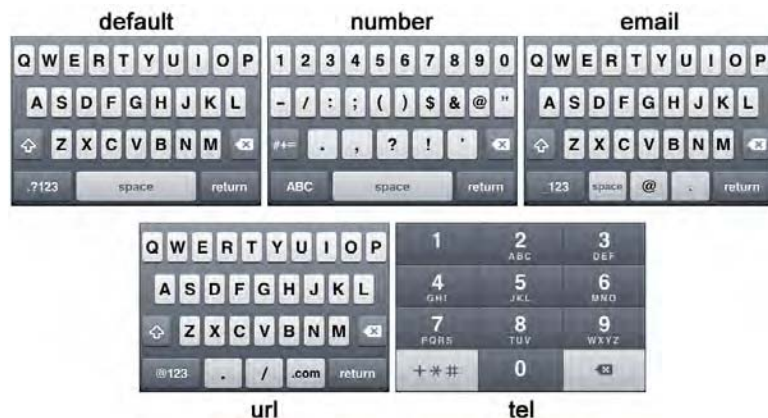 default number email
Q W E R T Y U I O P
A S D F G H J K L
Z X C V B N M
.?123 space return
1 2 3 4 5 6 7 8 9 0
- / : ; ( ) $ & @ "
#+= . , ? ! '
ABC space return
Q W E R T Y U I O P
A S D F G H J K L
Z X C V B N M
123 space @ . return
Q W E R T Y U I O P
A S D F G H J K L
Z X C V B N M
@123 . / .com return
1 2 ABC 3 DEF
4 GHI 5 JKL 6 MNO
7 PQRS 8 TUV 9 WXYZ
+*# 0
url tel